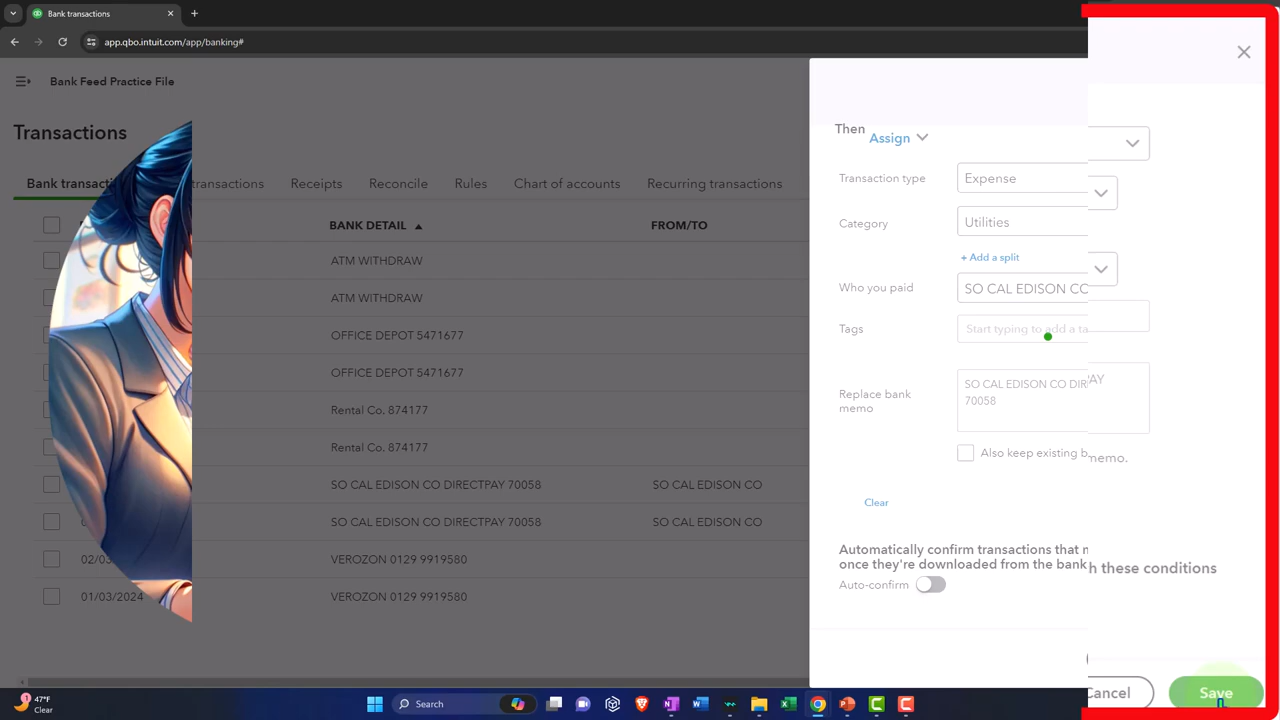 Bank transactions
app.qbo.intuit.com/app/banking#
Bank Feed Practice File
Transactions
Bank transacti transactions Receipts Reconcile Rules Chart of accounts Recurring transactions
BANK DETAIL FROM/TO
ATM WITHDRAW
ATM WITHDRAW
OFFICE DEPOT 5471677
OFFICE DEPOT 5471677
Rental Co. 874177
Rental Co. 874177
SO CAL EDISON CO DIRECTPAY 70058 SO CAL EDISON CO
SO CAL EDISON CO DIRECTPAY 70058 SO CAL EDISON CO
02/03 VEROZON 0129 9919580
01/03/2024 VEROZON 0129 9919580
Then
Assign
Transaction type Expense
Category Utilities
+ Add a split
Who you paid SO CAL EDISON CO
Tags Start typing to add a ta
Replace bank
memo
SO CAL EDISON CO DIR PAY
70058
Also keep existing b memo.
Clear
Automatically confirm transactions that m
once they're downloaded from the bank
h these conditions
Auto-confirm
Cancel Save
47°F
Clear
Search